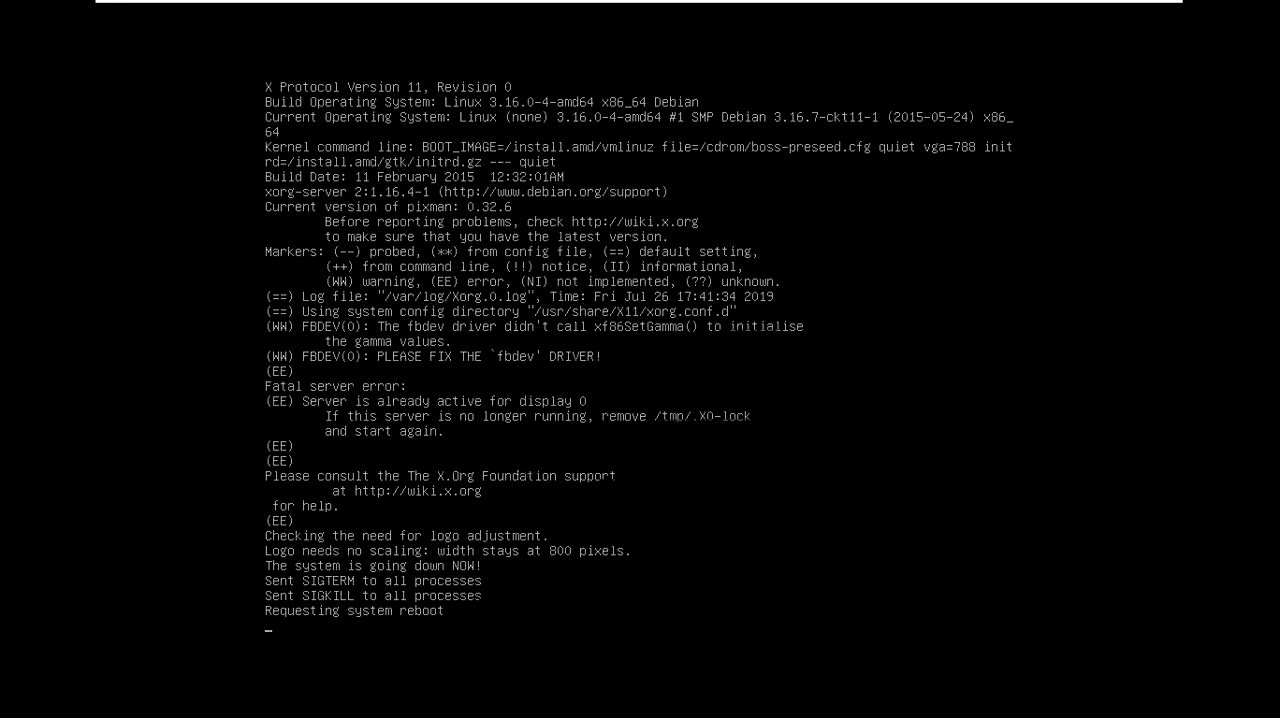 X Protocol Version 11, Revision 0
Build Operating System: Linux 3.16.0-4-amd64 x86_64 Debian
Current Operating System: Linux (none) 3.16.0-4-amd64 #1 SMP Debian 3.16.7-ckt11-1 (2015-05-24) x86_
64
Kernel command line: BOOT_IMAGE=/install.amd/vmlinuz file=/cdrom/boss-preseed.cfg quiet vga=788 init
rd=/install.amd/gtk/initrd.gz --- quiet
Build Date: 11 February 2015  12:32:01AM
xorg-server 2:1.16.4-1 (http://www.debian.org/support)
Current version of pixman: 0.32.6
        Before reporting problems, check http://wiki.x.org
        to make sure that you have the latest version.
Markers: (--) probed, (**) from config file, (==) default setting,
        (++) from command line, (!!) notice, (II) informational,
        (WW) warning, (EE) error, (NI) not implemented, (??) unknown.
(==) Log file: "/var/log/Xorg.0.log", Time: Fri Jul 26 17:41:34 2019
(==) Using system config directory "/usr/share/X11/xorg.conf.d"
(WW) FBDEV(0): The fbdev driver didn't call xf86SetGamma() to initialise
        the gamma values.
(WW) FBDEV(0): PLEASE FIX THE `fbdev' DRIVER!
(EE)
Fatal server error:
(EE) Server is already active for display 0
        If this server is no longer running, remove /tmp/.X0-lock
        and start again.
(EE)
(EE)
Please consult the The X.Org Foundation support
         at http://wiki.x.org
 for help.
(EE)
Checking the need for logo adjustment.
Logo needs no scaling: width stays at 800 pixels.
The system is going down NOW!
Sent SIGTERM to all processes
Sent SIGKILL to all processes
Requesting system reboot